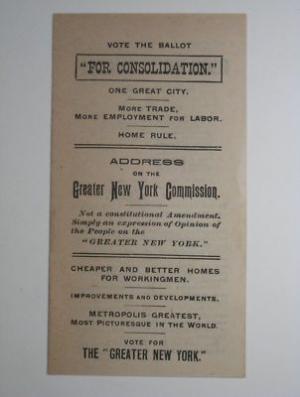 VOTE THE BALLOT
"FOR CONSOLIDATION."
ONE GREAT CITY.
MORE TRADE,
MORE EMPLOYMENT FOR LABOR.
HOME RULE.
ADDRESS
ON THE
Greater New York Commission.
Not a constitutional Amendment.
Simply an expression of Opinion of
the People on the
"GREATER NEW YORK."
CHEAPER AND BETTER HOMES
FOR WORKINGMEN.
IMPROVEMENTS AND DEVELOPMENTS.
METROPOLIS GREATEST,
MOST PICTURESQUE IN THE WORLD.
VOTE FOR
THE "GREATER NEW YORK."